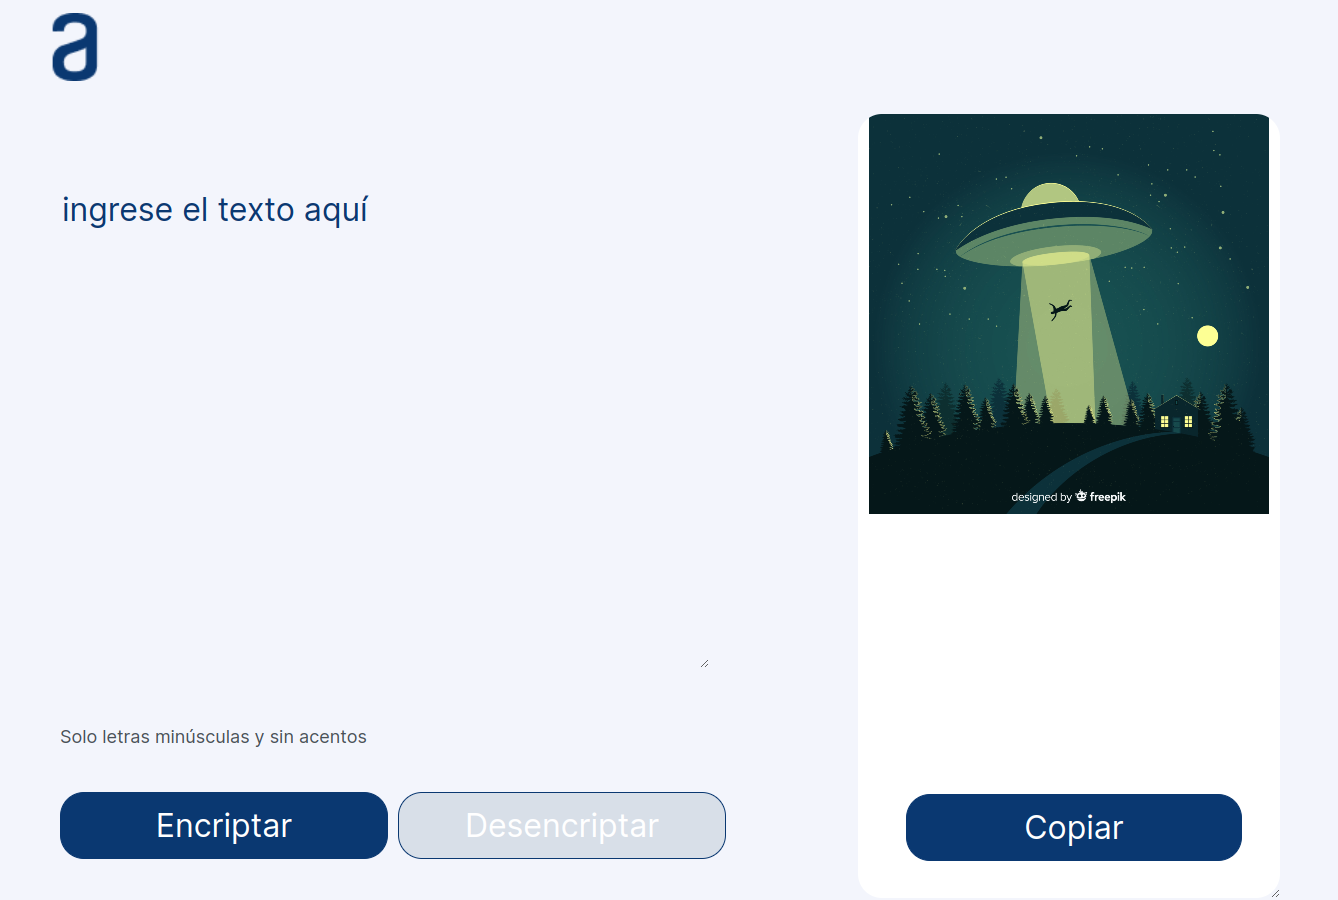 a
ingrese el texto aquí
designed by freepik
Solo letras minúsculas y sin acentos
Encriptar
Desencriptar
Copiar